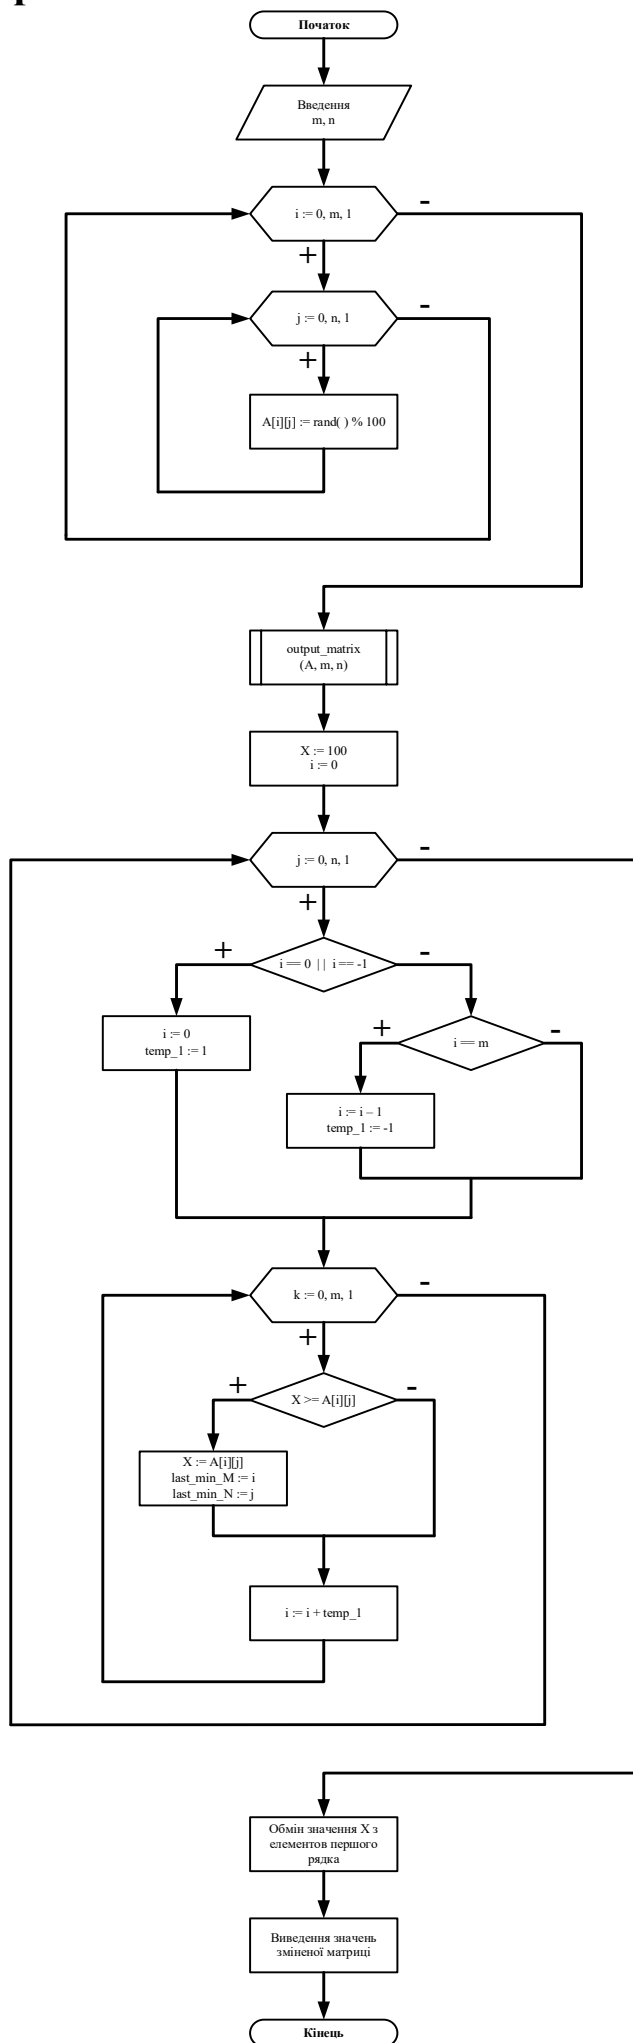 Початок
Введення
m, n
i := 0, m, 1
-
+
j := 0, n, 1
-
+
A[i][j] := rand( ) % 100
output_matrix
(A, m, n)
X := 100
i := 0
j := 0, n, 1
-
+
i == 0 || i == -1
+
-
i := 0
temp_1 := 1
i == m
+
-
i := i – 1
temp_1 := -1
k := 0, m, 1
-
+
X >= A[i][j]
+
-
X := A[i][j]
last_min_M := i
last_min_N := j
i := i + temp_1
Обмін значення X з
елементов першого
рядка
Виведення значень
зміненої матриці
Кінець